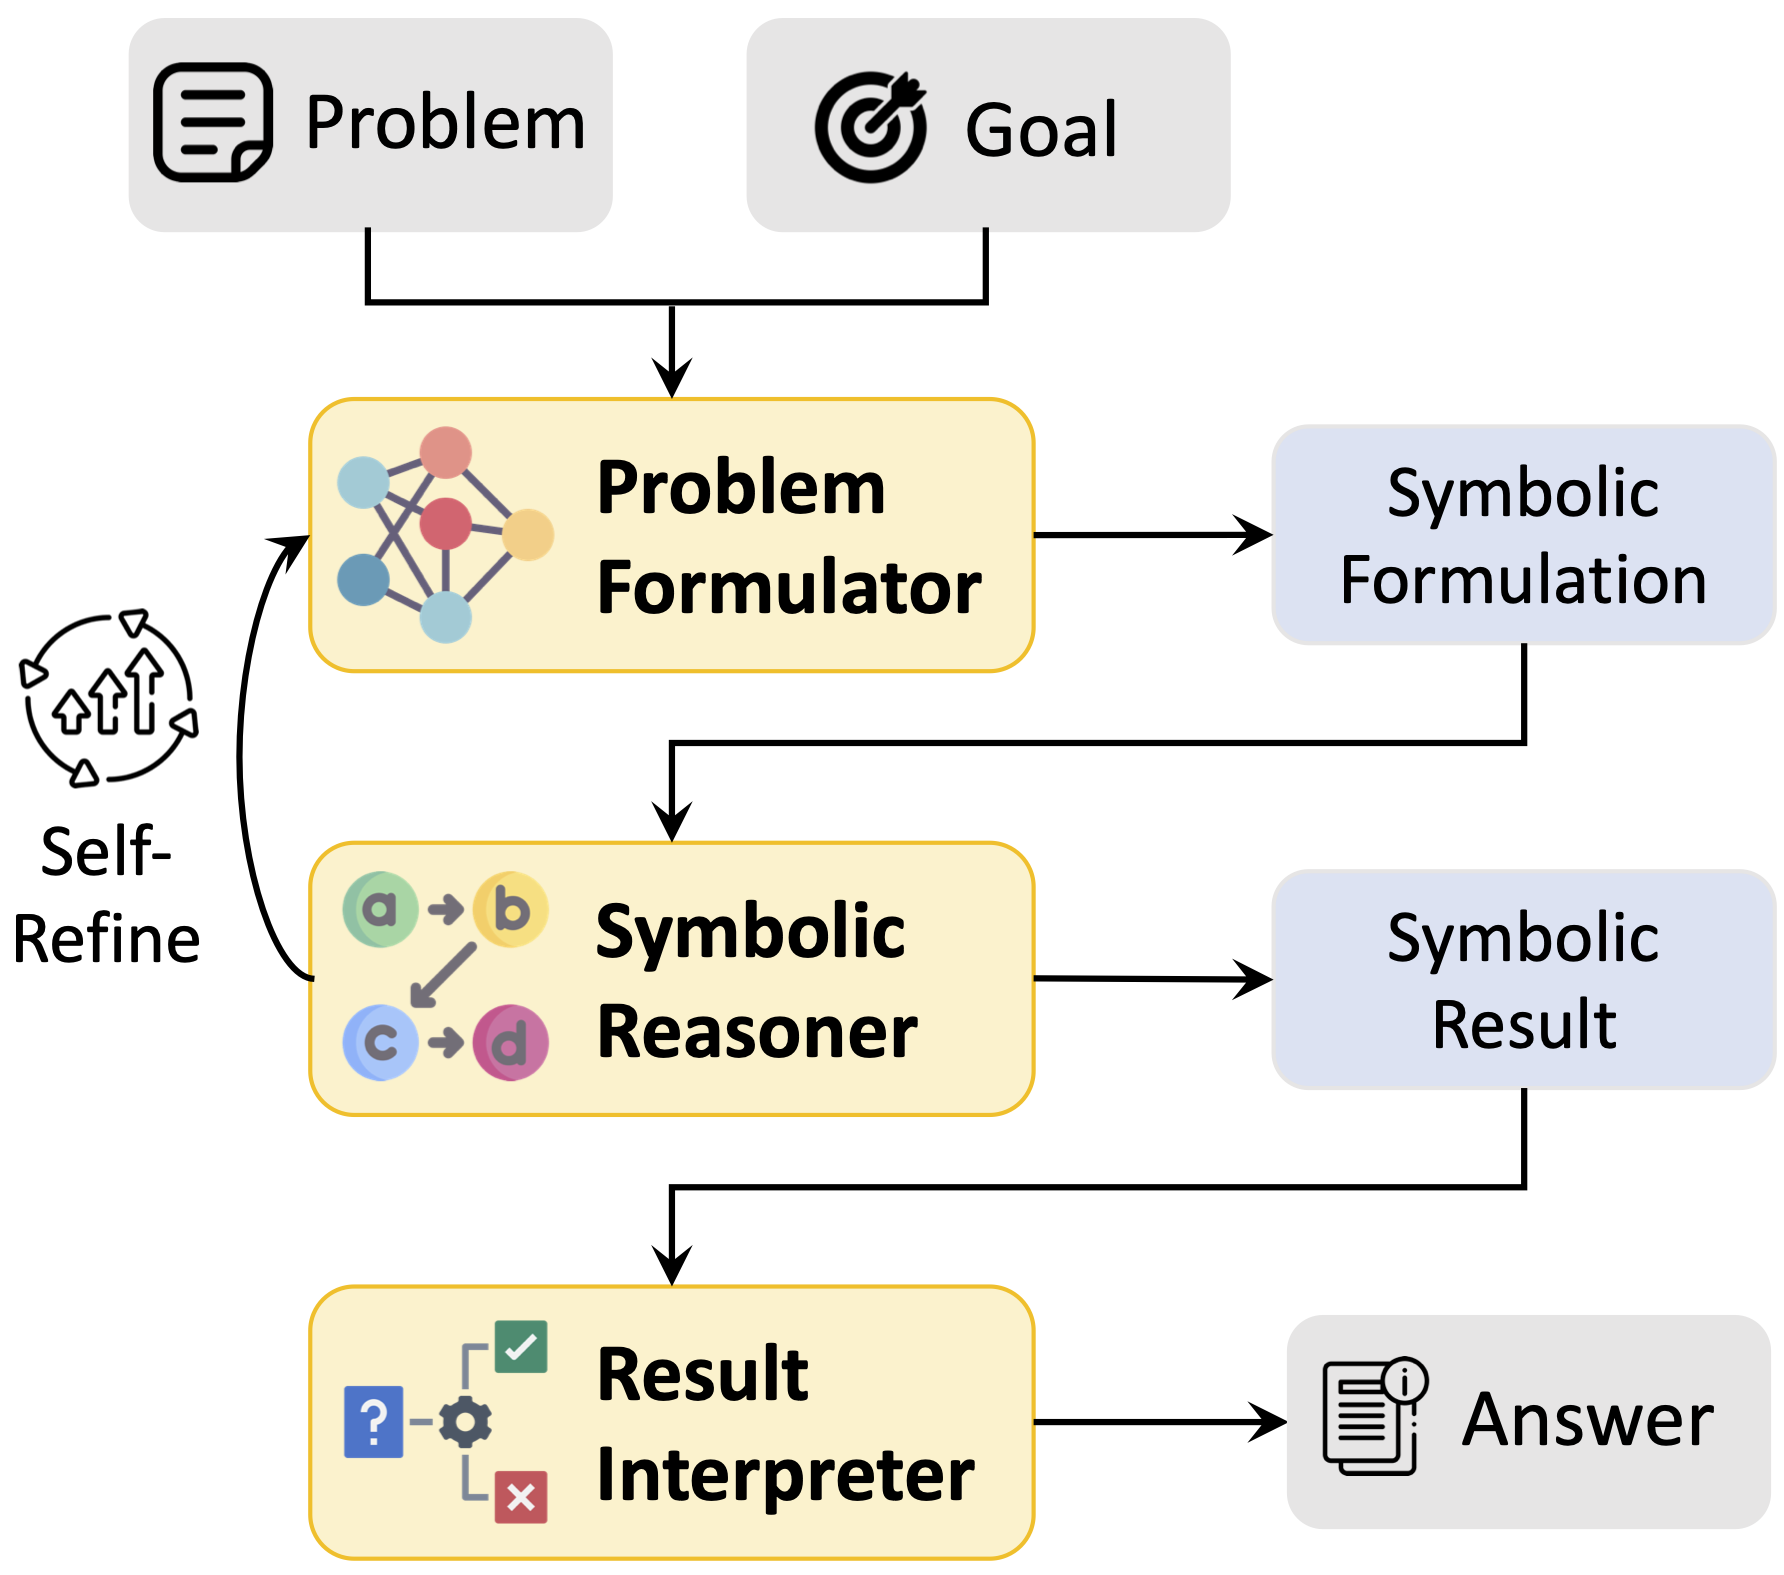 Problem
Goal
Problem
Formulator
Symbolic
Formulation
Self-
Refine
a
b
c
d
Symbolic
Reasoner
Symbolic
Result
?
Result
Interpreter
i
Answer